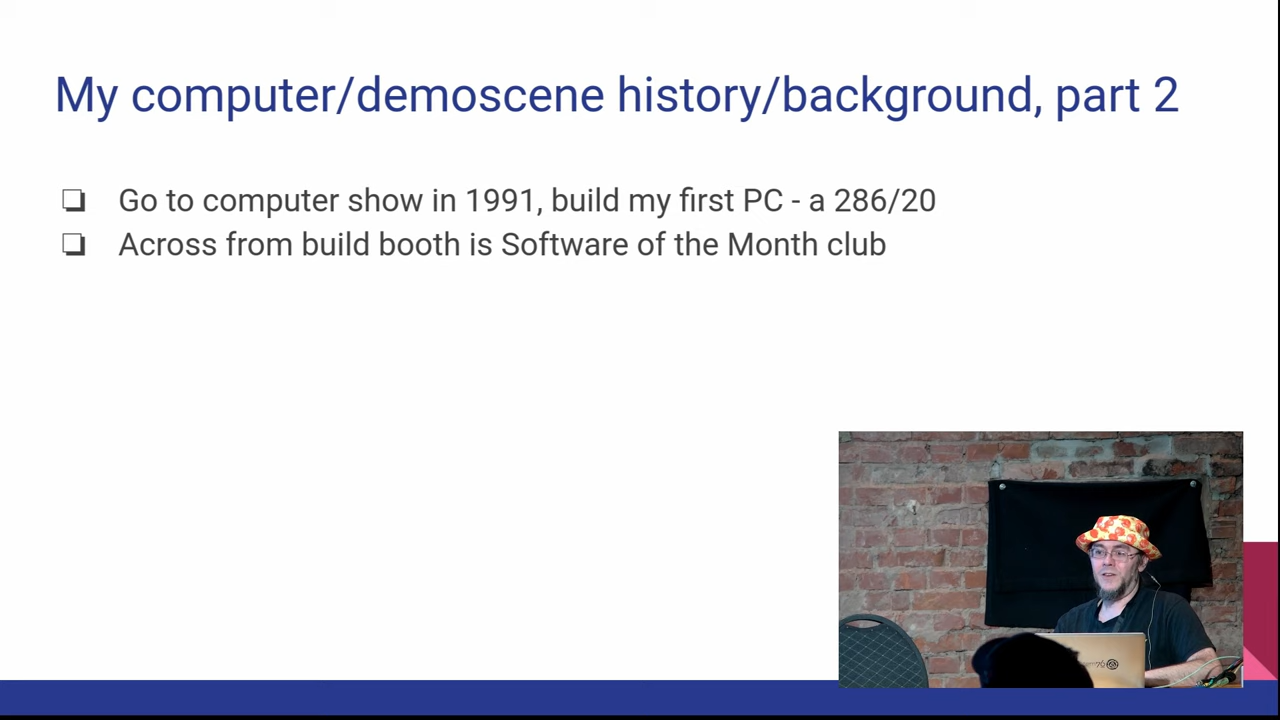 My computer/demoscene history/background, part 2
❏ Go to computer show in 1991, build my first PC - a 286/20
❏ Across from build booth is Software of the Month club
76